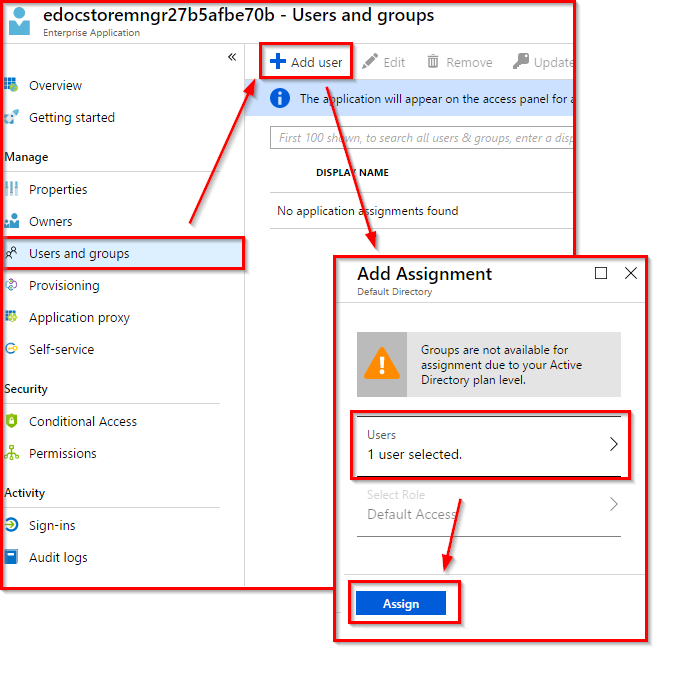 edocstoremngr27b5afbe70b - Users and groups
Enterprise Application
«
Overview
Getting started
Manage
Properties
Owners
Users and groups
Provisioning
Application proxy
Self-service
Security
Conditional Access
Permissions
Activity
Sign-ins
Audit logs
Add user
Edit
Remove
Update
The application will appear on the access panel for a
First 100 shown, to search all users & groups, enter a disp
DISPLAY NAME
No application assignments found
Add Assignment
Default Directory
Groups are not available for
assignment due to your Active
Directory plan level.
Users
1 user selected.
Select Role
Default Access
Assign